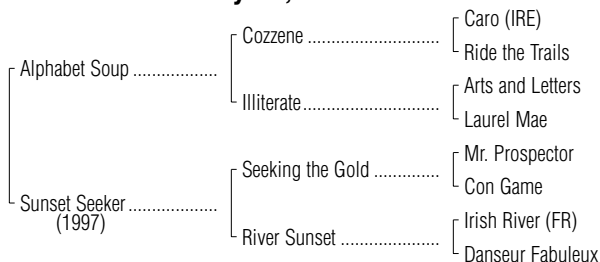 Caro (IRE)
Cozzene ........................................
Ride the Trails
Alphabet Soup ..................
Arts and Letters
Illiterate.........................................
Laurel Mae
Mr. Prospector
Seeking the Gold ....................
Con Game
Sunset Seeker ...................
(1997)
Irish River (FR)
River Sunset ..............................
Danseur Fabuleux